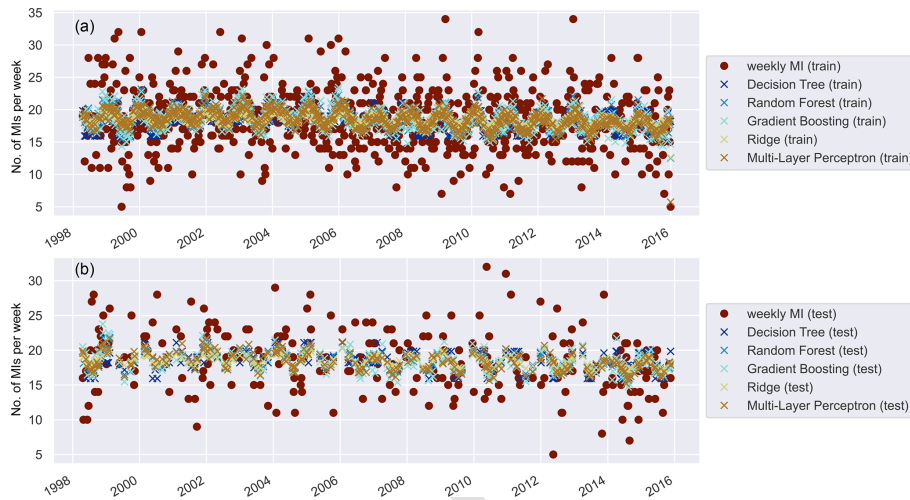 (a)
No. of MIs per week
35
30
25
20
15
10
5
1998 2000 2002 2004 2006 2008 2010 2012 2014 2016
weekly MI (train)
Decision Tree (train)
Random Forest (train)
Gradient Boosting (train)
Ridge (train)
Multi-Layer Perceptron (train)
(b)
No. of MIs per week
30
25
20
15
10
5
1998 2000 2002 2004 2006 2008 2010 2012 2014 2016
weekly MI (test)
Decision Tree (test)
Random Forest (test)
Gradient Boosting (test)
Ridge (test)
Multi-Layer Perceptron (test)